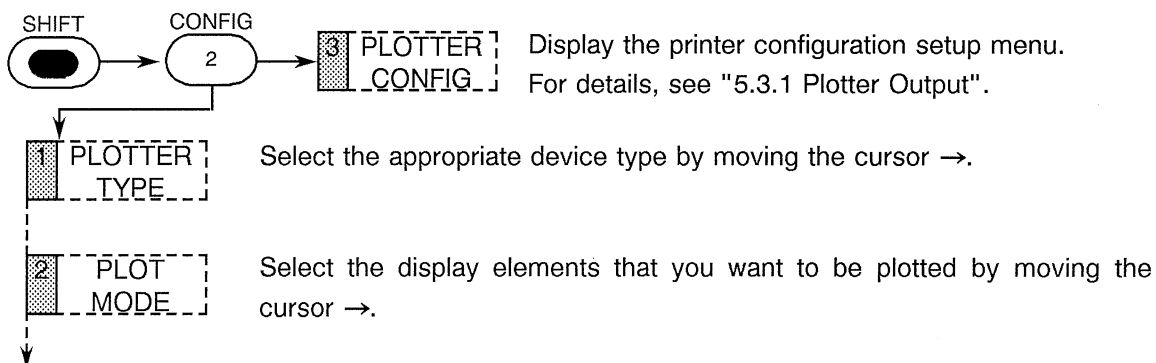 SHIFT
CONFIG
2
3 PLOTTER
CONFIG
Display the printer configuration setup menu.
For details, see "5.3.1 Plotter Output".
1 PLOTTER
TYPE
Select the appropriate device type by moving the cursor →.
2 PLOT
MODE
Select the display elements that you want to be plotted by moving the
cursor →.